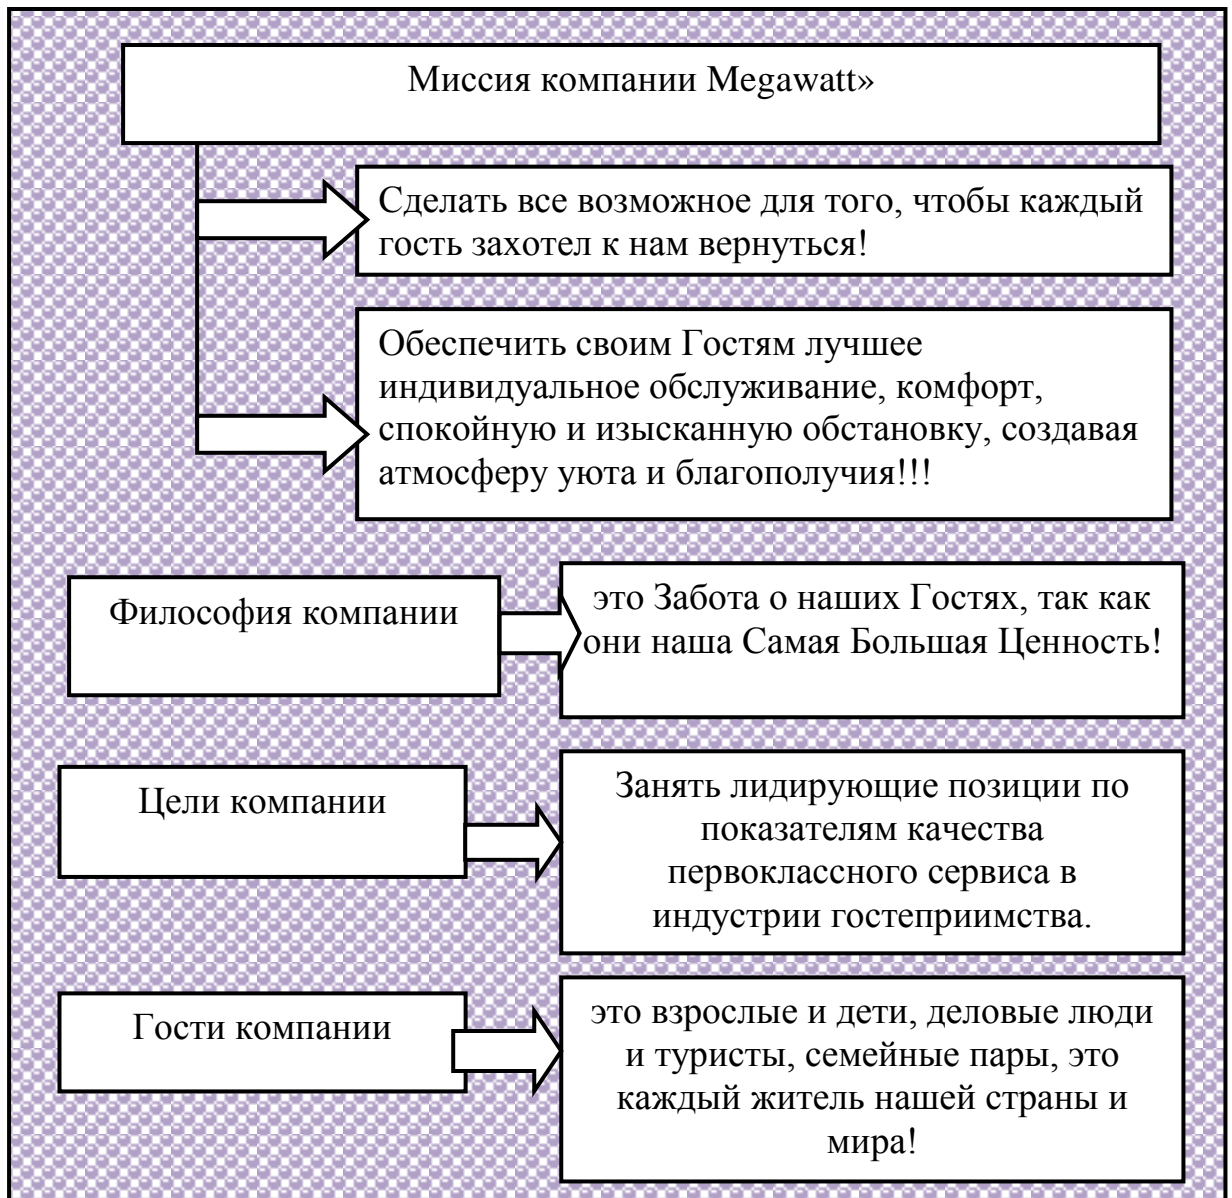 Миссия компании Megawatt»
Сделать все возможное для того, чтобы каждый
гость захотел к нам вернуться!
Обеспечить своим Гостям лучшее
индивидуальное обслуживание, комфорт,
спокойную и изысканную обстановку, создавая
атмосферу уюта и благополучия!!!
Философия компании
это Забота о наших Гостях, так как
они наша Самая Большая Ценность!
Цели компании
Занять лидирующие позиции по
показателям качества
первоклассного сервиса в
индустрии гостеприимства.
Гости компании
это взрослые и дети, деловые люди
и туристы, семейные пары, это
каждый житель нашей страны и
мира!